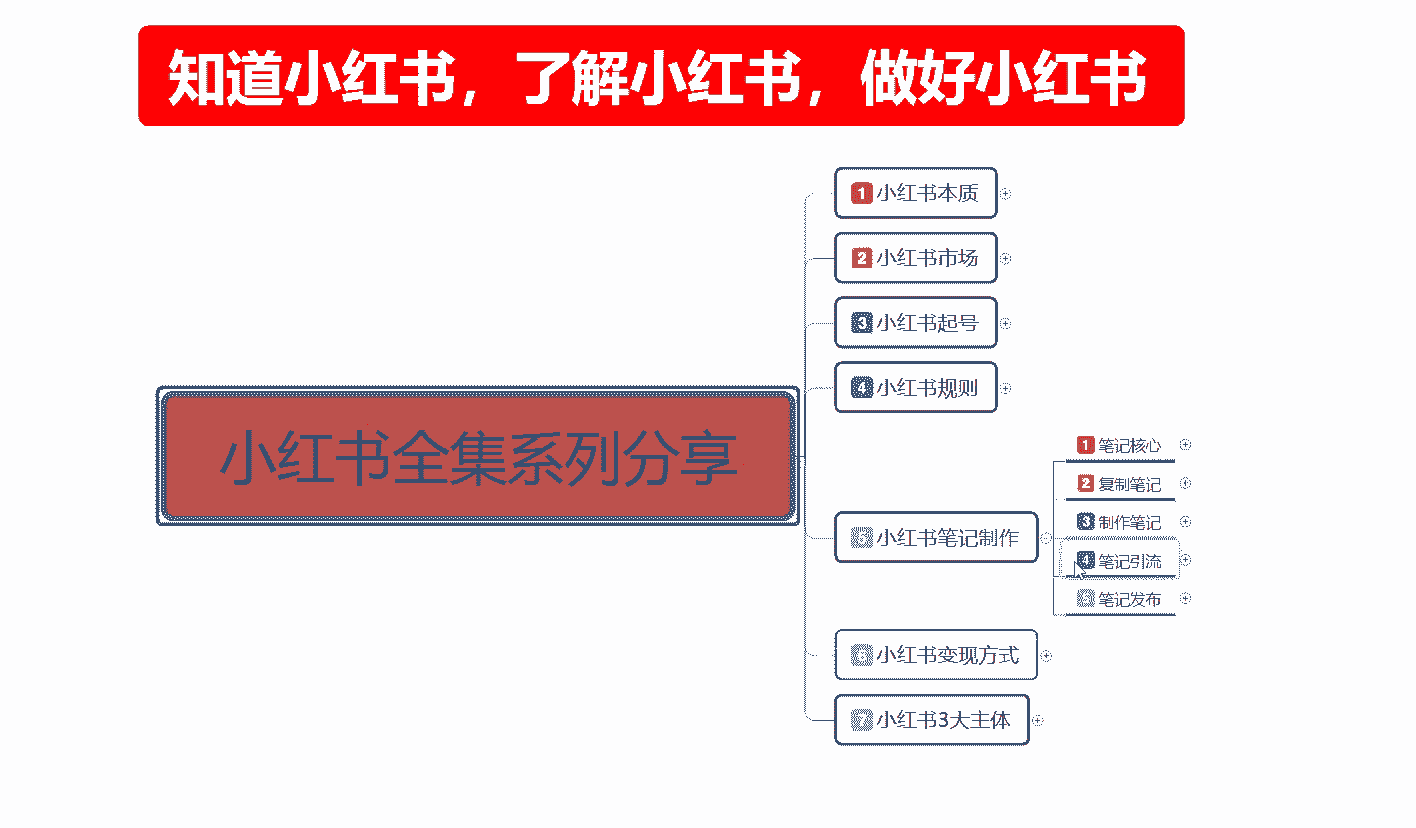 知道小红书，了解小红书，做好小红书
1 小红书本质
2 小红书市场
3 小红书起号
4 小红书规则
小红书全集系列分享
5 小红书笔记制作
1 笔记核心
2 复制笔记
3 制作笔记
4 笔记引流
5 笔记发布
6 小红书变现方式
7 小红书3大主体